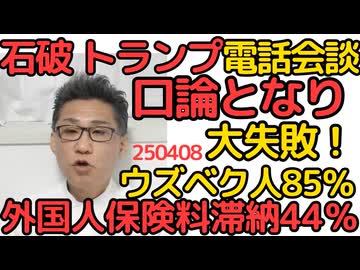 石破 トランプ電話会談
口論となり
大失敗！
250408
ウズベク人85%
外国人保険料滞納44%